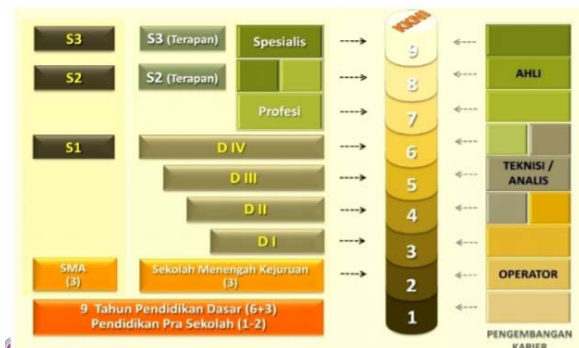 KKNI
S3
S3 (Terapan)
Spesialis
9
S2
S2 (Terapan)
8
AHLI
Profesi
7
S1
D IV
6
D III
5
TEKNISI /
ANALIS
D II
4
D I
3
SMA
(3)
Sekolah Menengah Kejuruan
(3)
2
OPERATOR
9 Tahun Pendidikan Dasar (6+3)
Pendidikan Pra Sekolah (1-2)
1
PENGEMBANGAN
KARIER